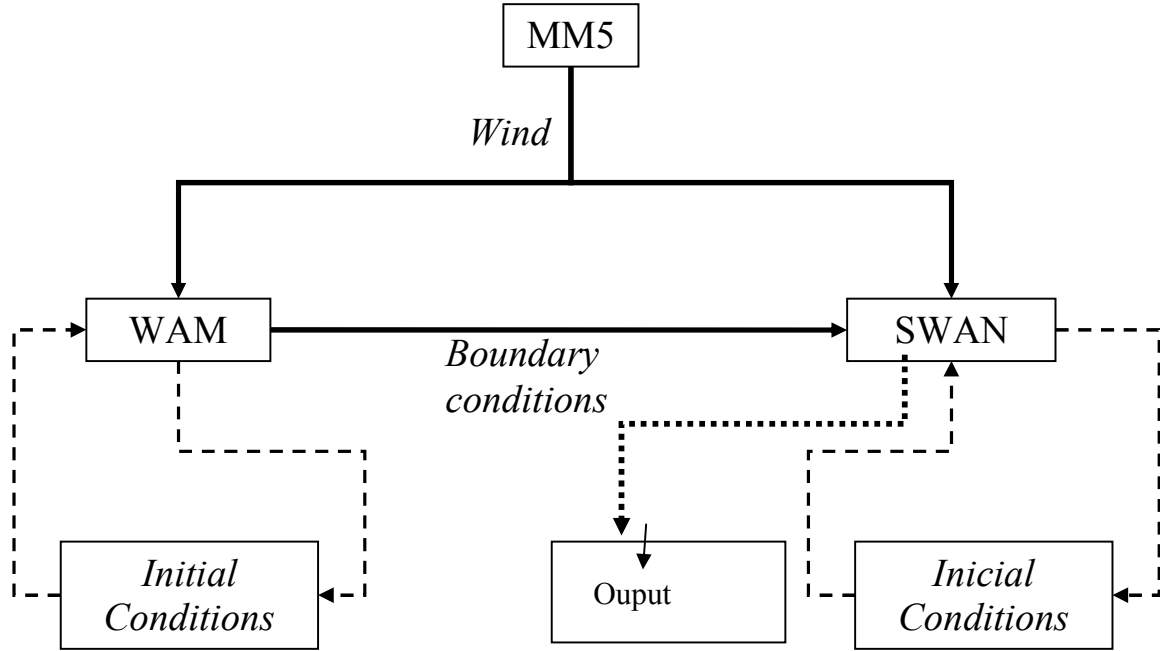 MM5
Wind
WAM
SWAN
Boundary
conditions
Initial
Conditions
Ouput
Inicial
Conditions